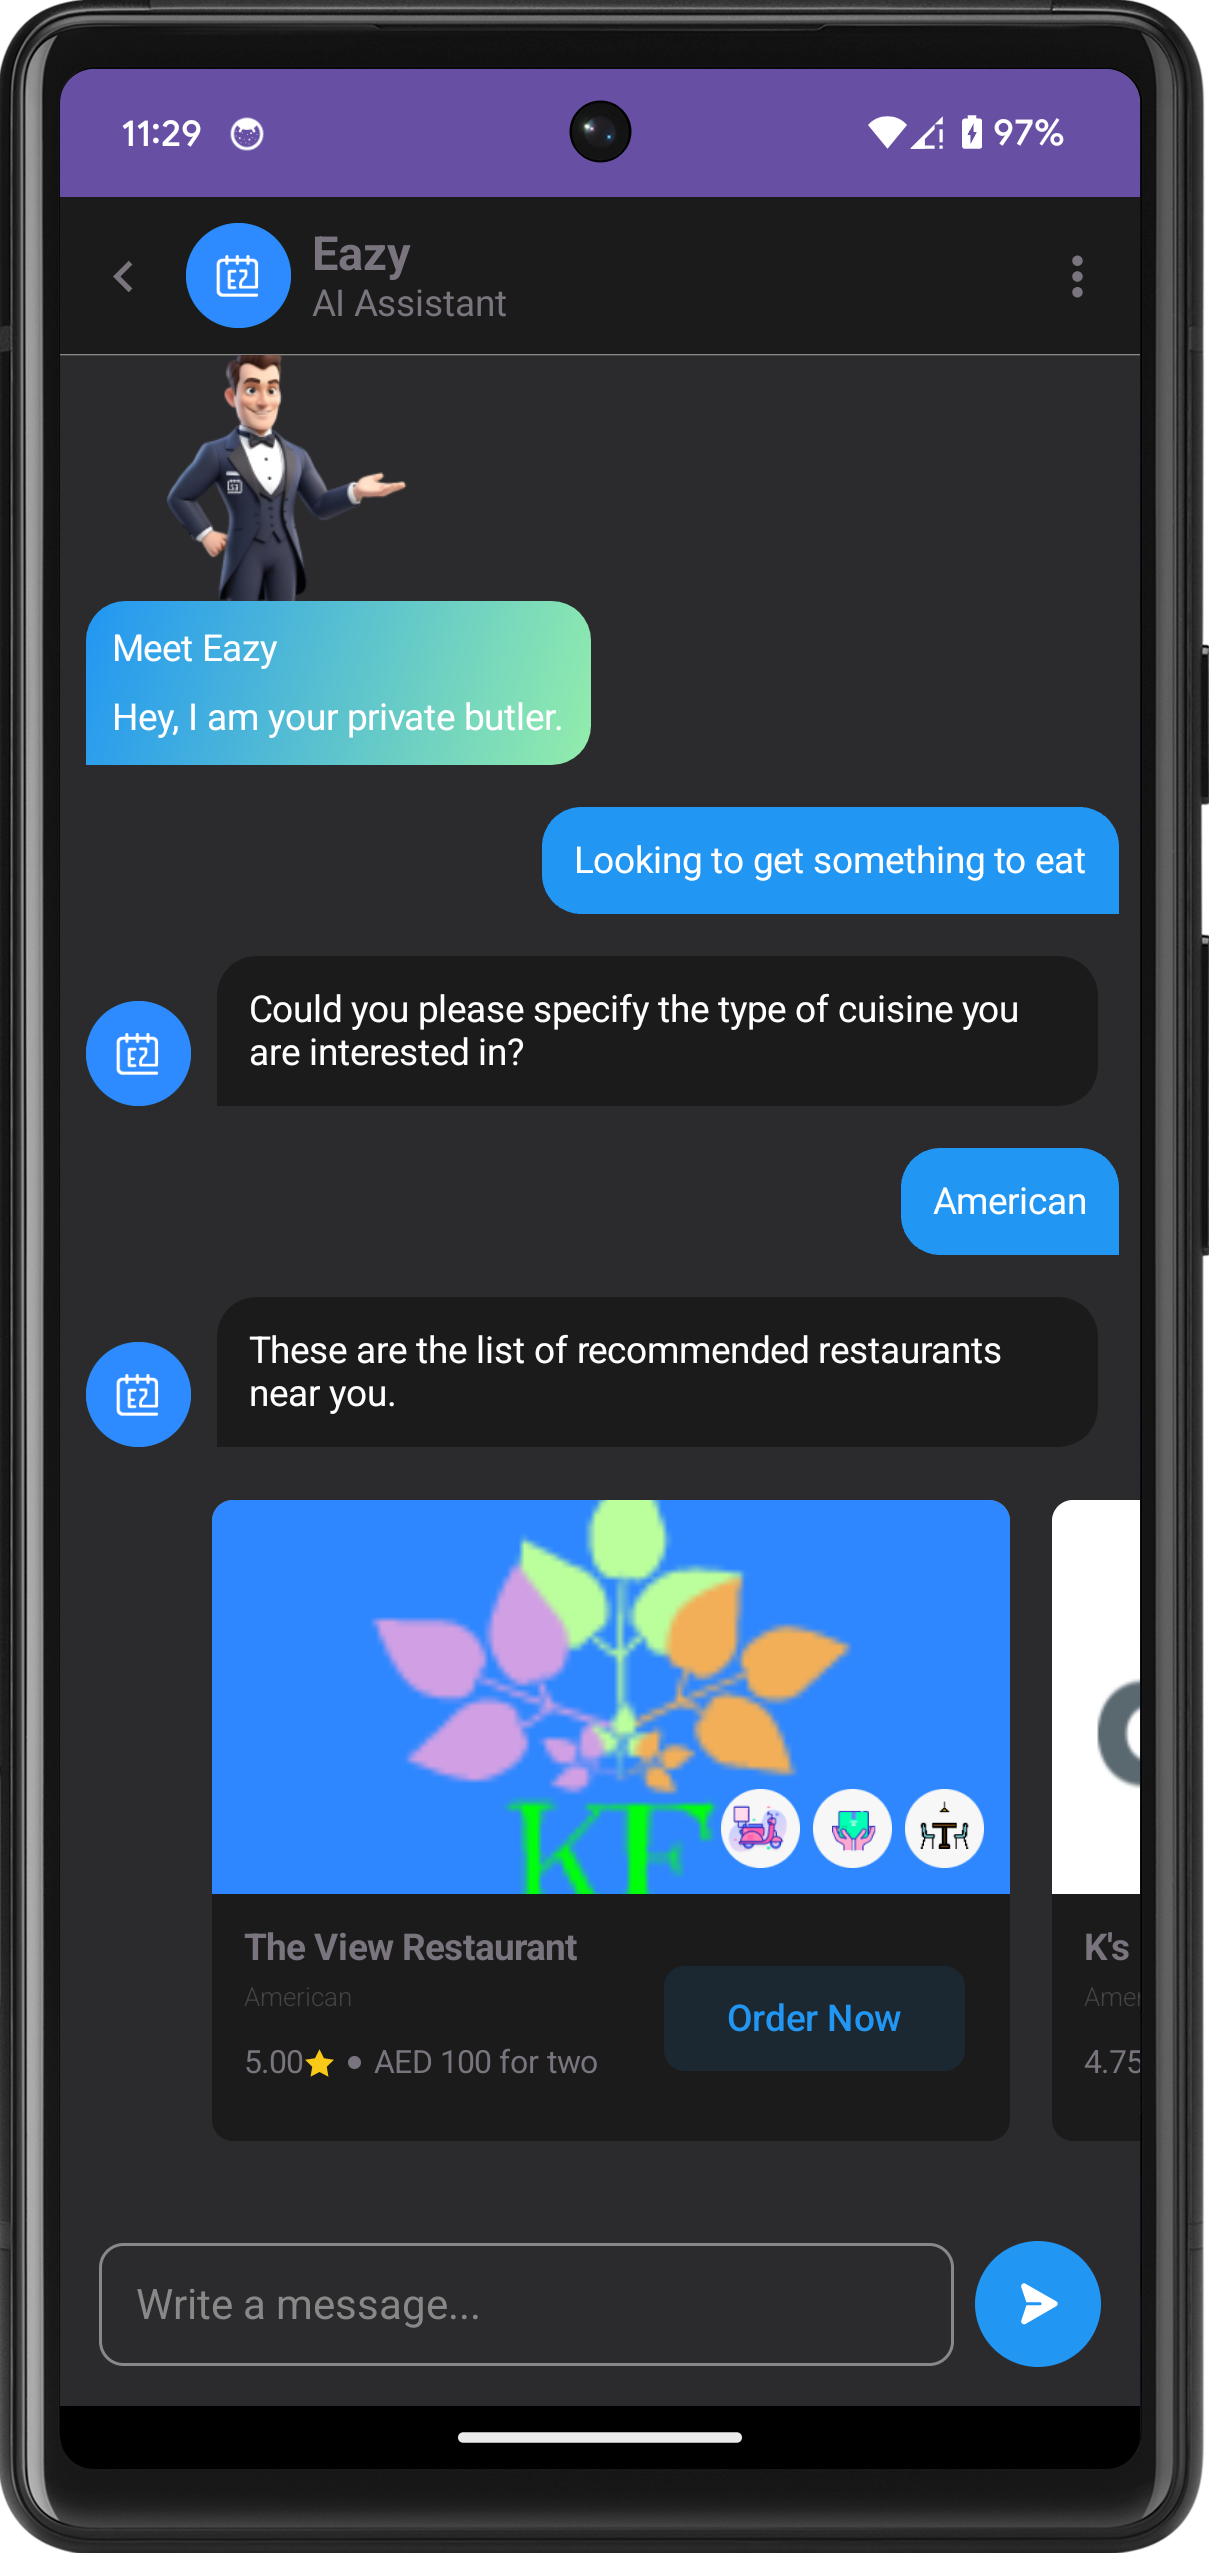 11:29
97%
EZ
Eazy
AI Assistant
Meet Eazy
Hey, I am your private butler.
Looking to get something to eat
Could you please specify the type of cuisine you
are interested in?
EZ
American
These are the list of recommended restaurants
near you.
EZ
KF
The View Restaurant
American
5.00 • AED 100 for two
Order Now
K's
Amer
4.75
Write a message...